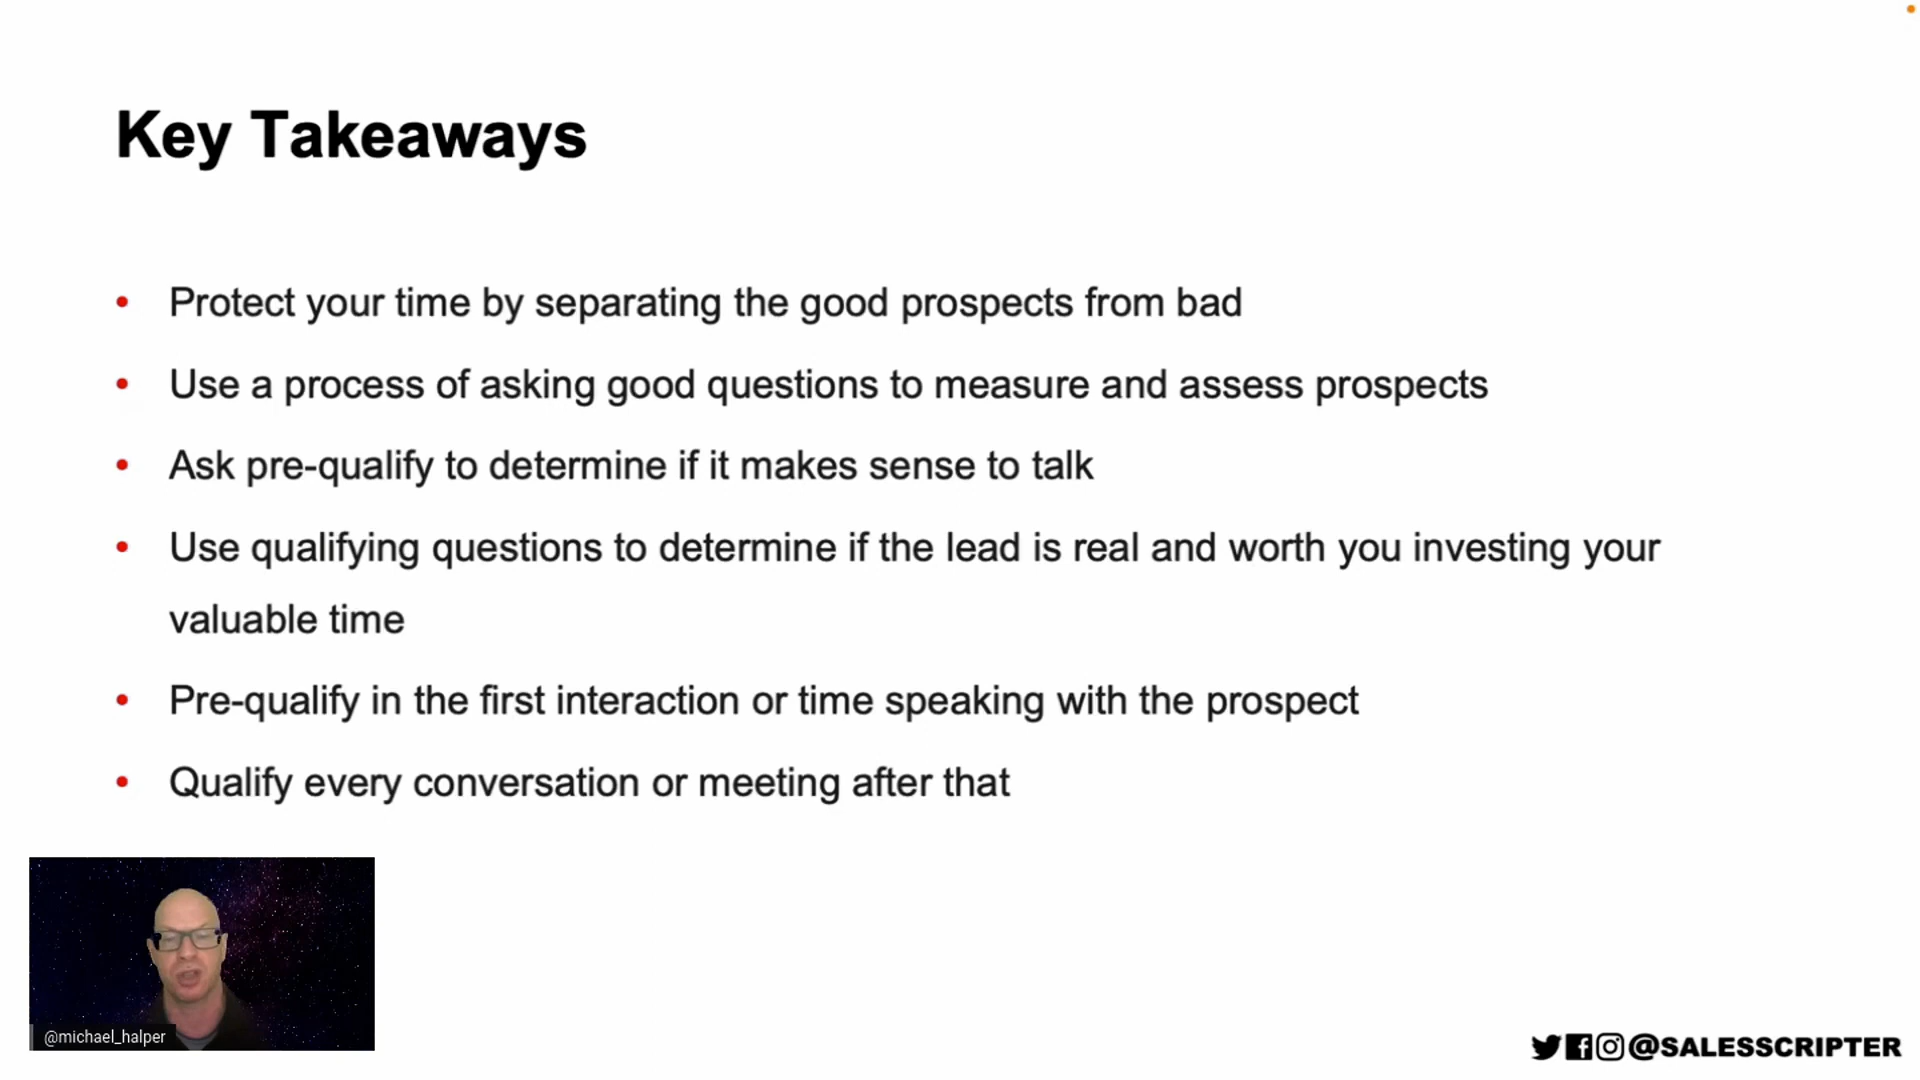 Key Takeaways
Protect your time by separating the good prospects from bad
Use a process of asking good questions to measure and assess prospects
Ask pre-qualify to determine if it makes sense to talk
Use qualifying questions to determine if the lead is real and worth you investing your
valuable time
Pre-qualify in the first interaction or time speaking with the prospect
Qualify every conversation or meeting after that
@michael_halper
@SALESSCRIPTER